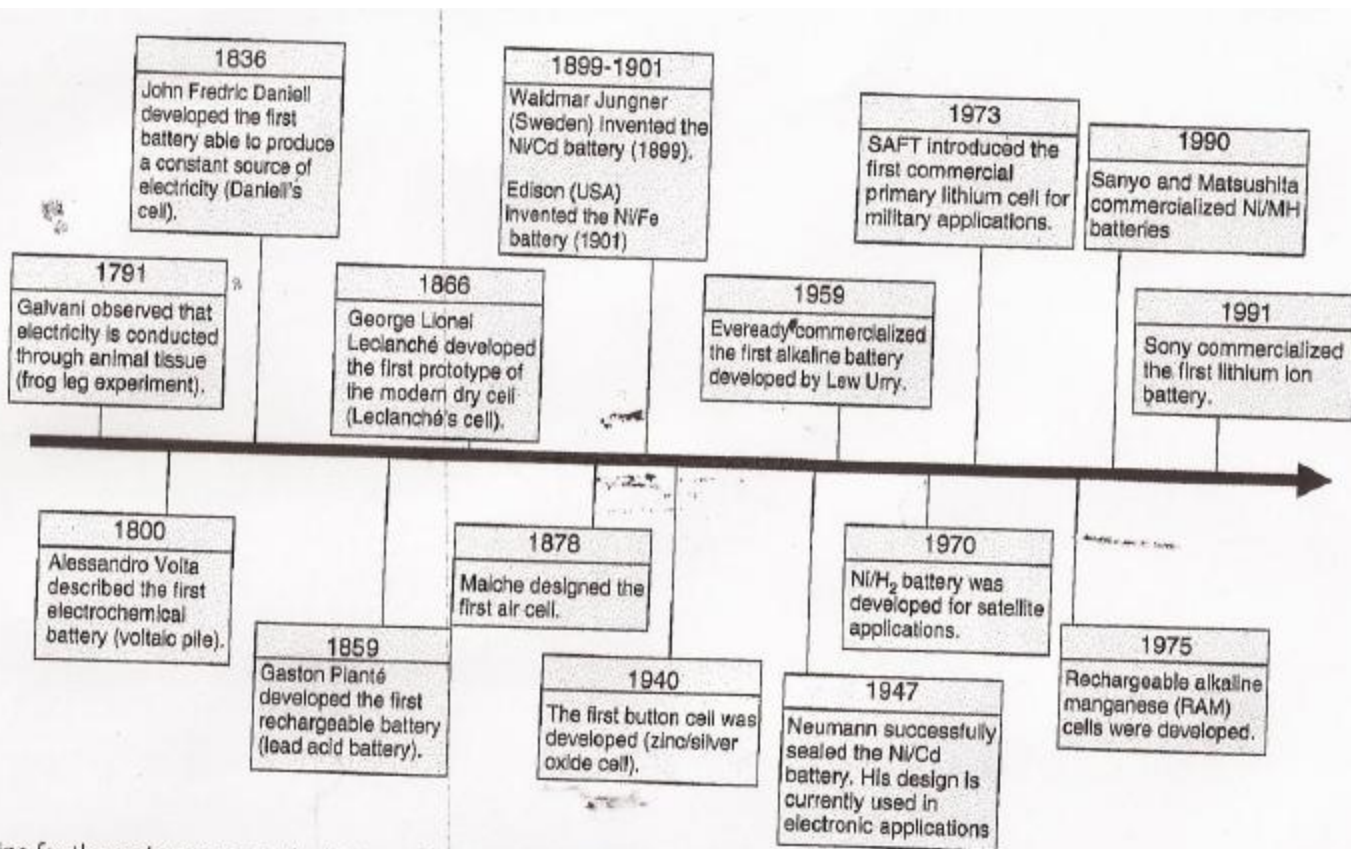 1836
John Fredric Daniell
developed the first
battery able to produce
a constant source of
electricity (Daniell's
cell).
1899-1901
Waldmar Jungner
(Sweden) Invented the
Ni/Cd battery (1899).
Edison (USA)
invented the Ni/Fe
battery (1901)
1973
SAFT introduced the
first commercial
primary lithium cell for
military applications.
1990
Sanyo and Matsushita
commercialized Ni/MH
batteries
1791
Galvani observed that
electricity is conducted
through animal tissue
(frog leg experiment).
1866
George Lionel
Leclanché developed
the first prototype of
the modern dry cell
(Leclanché's cell).
1959
Eveready commercialized
the first alkaline battery
developed by Lew Urry.
1991
Sony commercialized
the first lithium ion
battery.
1800
Alessandro Volta
described the first
electrochemical
battery (voltaic pile).
1859
Gaston Planté
developed the first
rechargeable battery
(lead acid battery).
1878
Maiche designed the
first air cell.
1940
The first button cell was
developed (zinc/silver
oxide cell).
1947
Neumann successfully
sealed the Ni/Cd
battery. His design is
currently used in
electronic applications
1970
Ni/H₂ battery was
developed for satellite
applications.
1975
Rechargeable alkaline
manganese (RAM)
cells were developed.